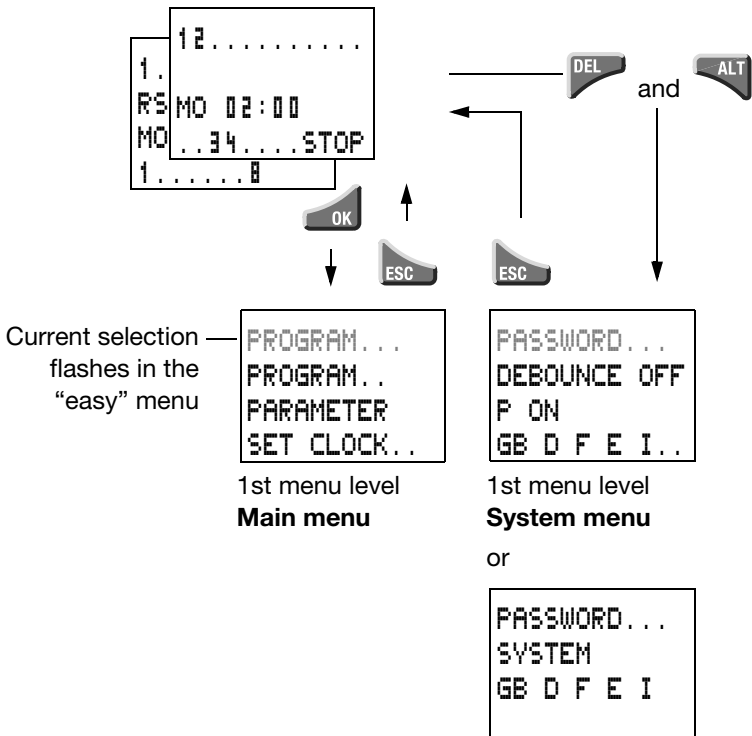 12..........
1.
RS
MO 02:00
MO
..34....STOP
1......8
DEL
and
ALT
OK
ESC
ESC
Current selection
flashes in the
“easy” menu
PROGRAM...
PROGRAM..
PARAMETER
SET CLOCK..
1st menu level
Main menu
PASSWORD...
DEBOUNCE OFF
P ON
GB D F E I..
1st menu level
System menu
or
PASSWORD...
SYSTEM
GB D F E I